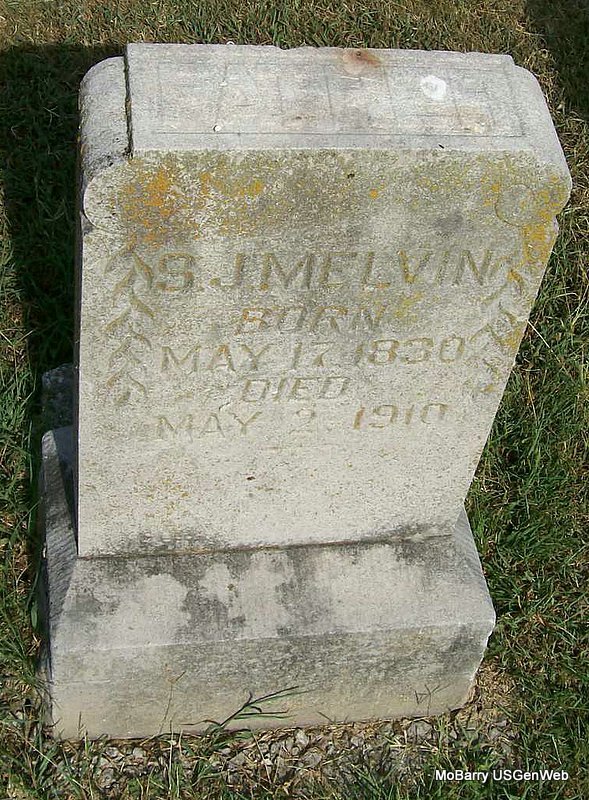 S. J. MELVIN
BORN
MAY 17, 1830
DIED
MAY 2, 1910
MoBarry USGenWeb